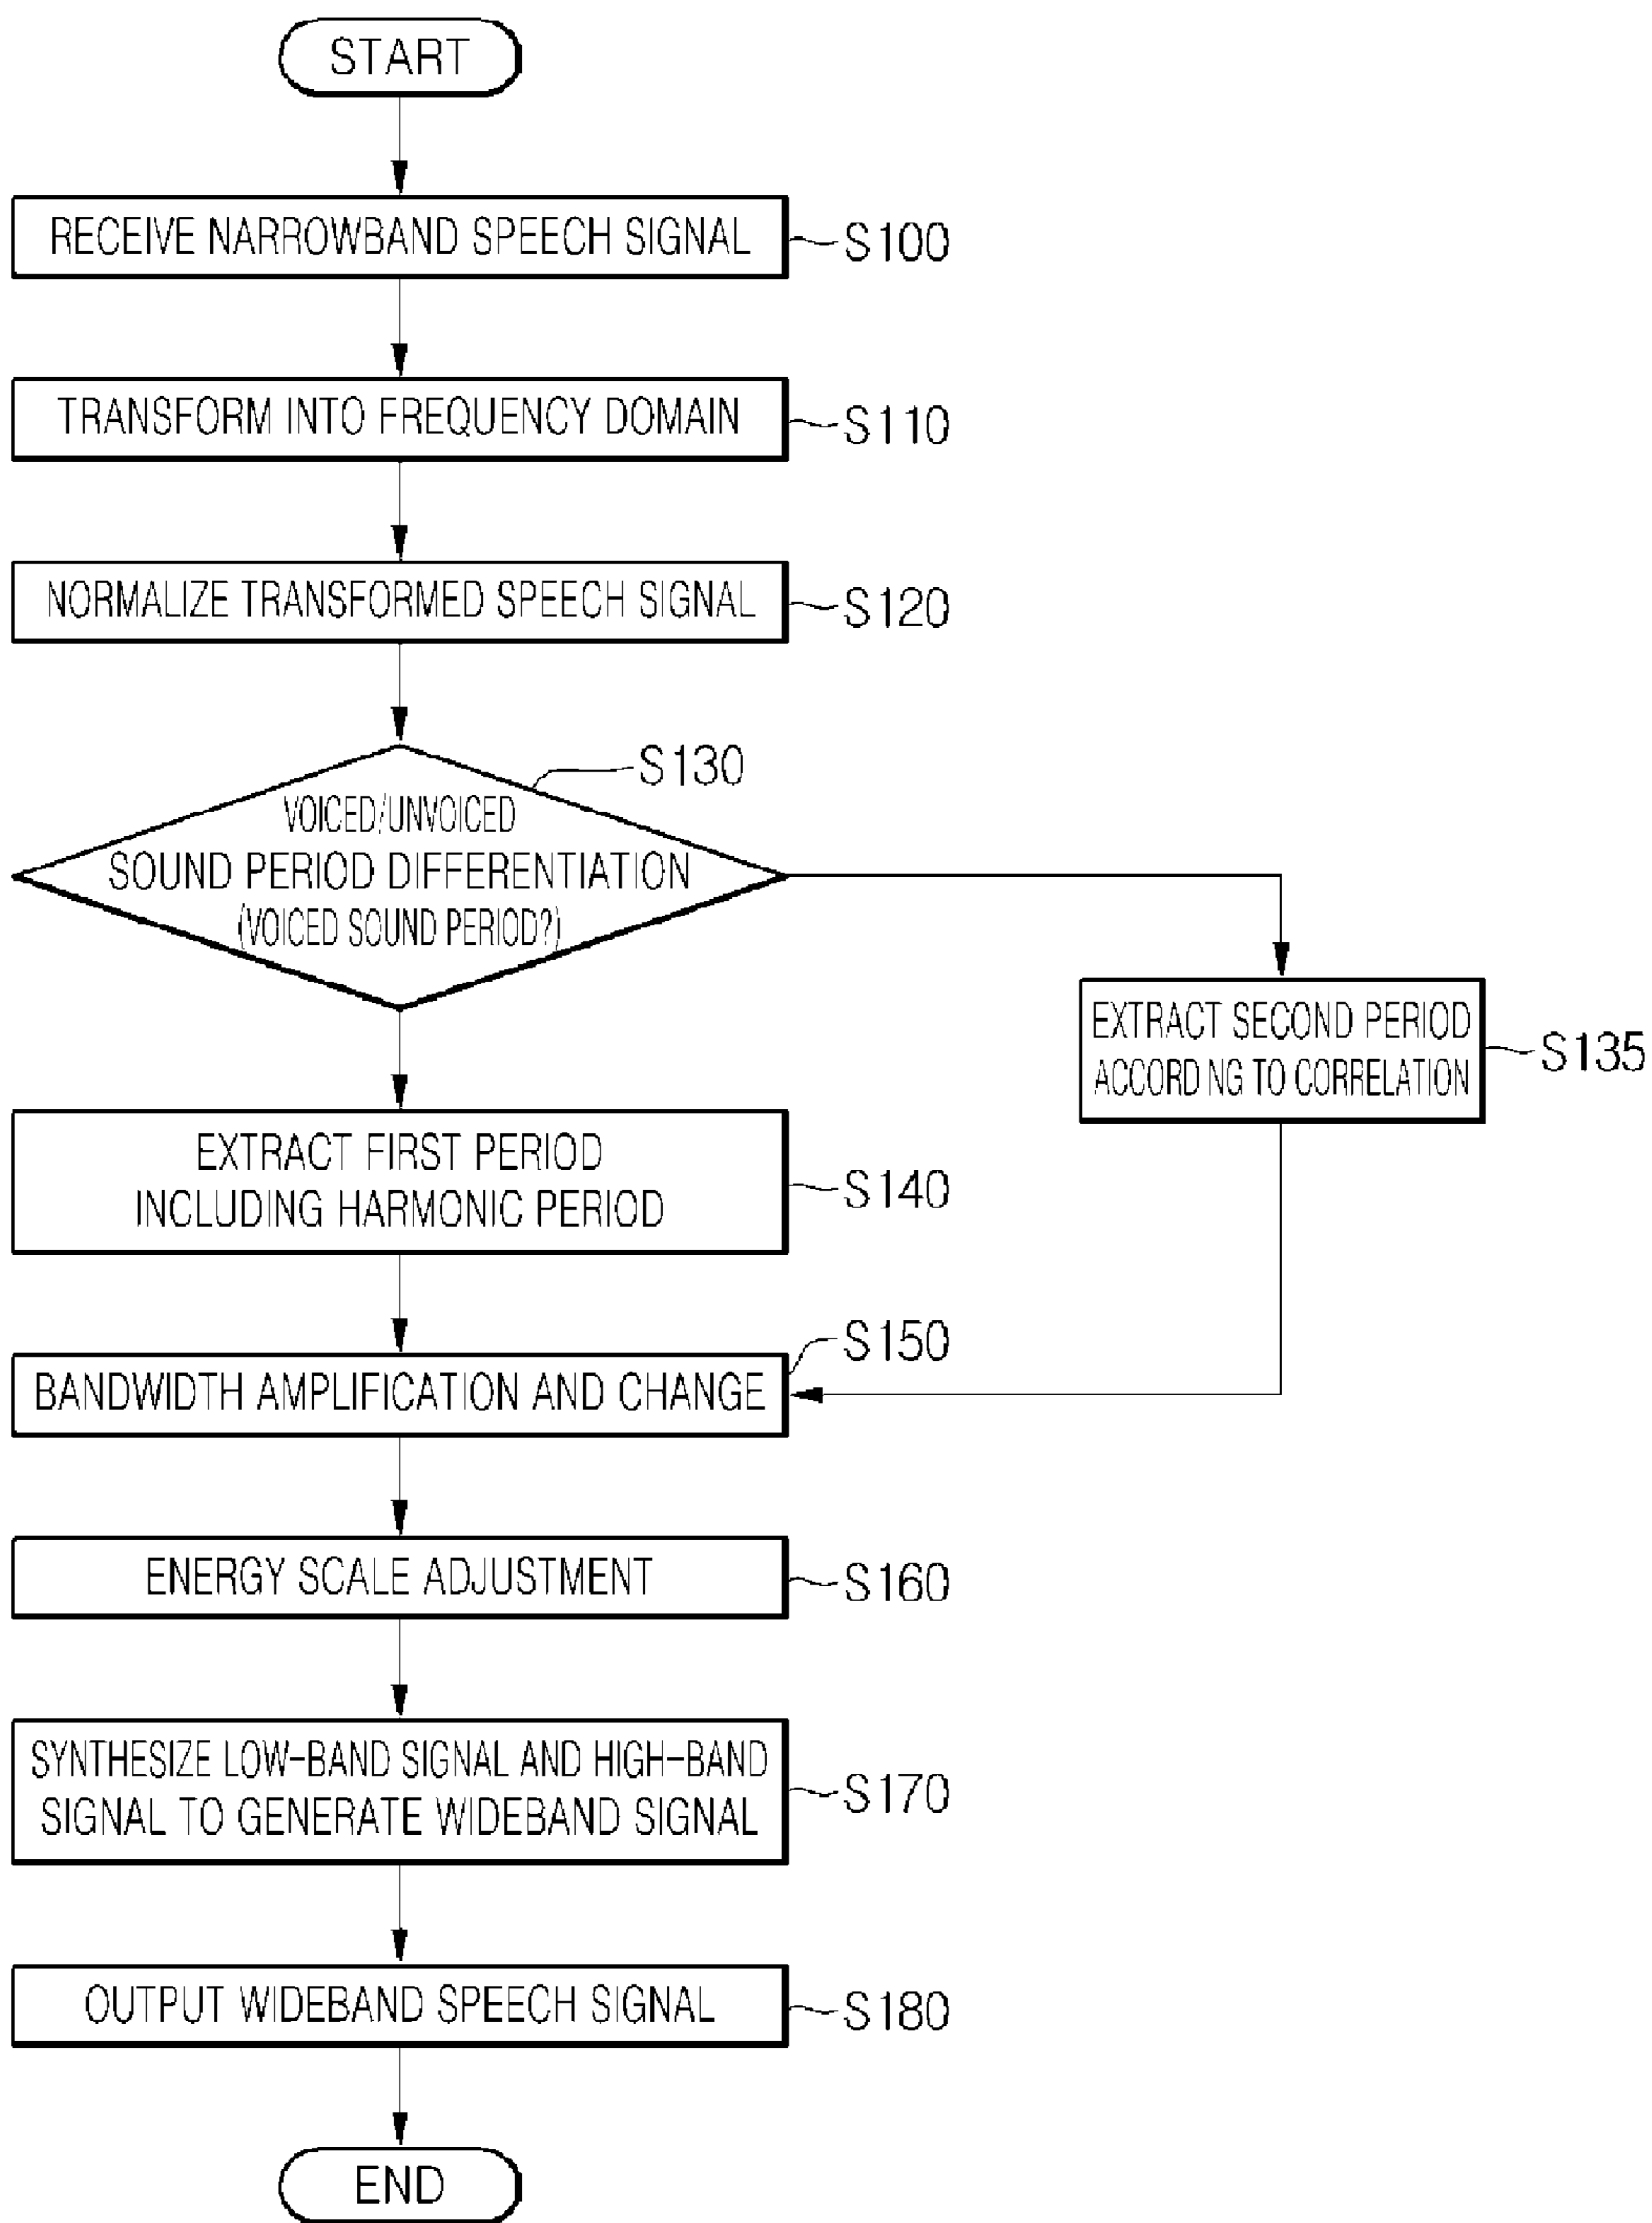 START
RECEIVE NARROWBAND SPEECH SIGNAL
S100
TRANSFORM INTO FREQUENCY DOMAIN
S110
NORMALIZE TRANSFORMED SPEECH SIGNAL
S120
S130
VOICED/UNVOICED
SOUND PERIOD DIFFERENTIATION
(VOICED SOUND PERIOD?)
EXTRACT SECOND PERIOD
ACCORD NG TO CORRELATION
S135
EXTRACT FIRST PERIOD
INCLUDING HARMONIC PERIOD
S140
S150
BANDWIDTH AMPLIFICATION AND CHANGE
ENERGY SCALE ADJUSTMENT
S160
SYNTHESIZE LOW-BAND SIGNAL AND HIGH-BAND
SIGNAL TO GENERATE WIDEBAND SIGNAL
S170
OUTPUT WIDEBAND SPEECH SIGNAL
S180
END